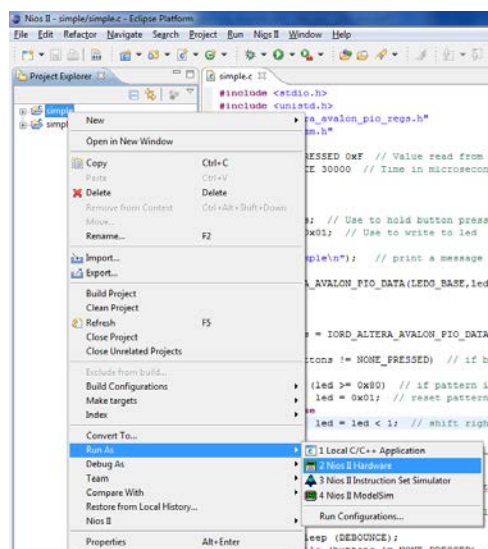 Nios II - simple/simple.c - Eclipse Platform
File Edit Refactor Navigate Search Project Run Nios II Window Help
Project Explorer
simple.c
simple
simpl
#include <stdio.h>
#include <unistd.h>
ra_avalon_pio_regs.h"
m.h"
RESSED 0xF // Value read from
CE 30000 // Time in microsecon
s; // Use to hold button press
0x01; // Use to write to led
mple\n"); // print a message
A_AVALON_PIO_DATA(LEDG_BASE,led
s = IORD_ALTERA_AVALON_PIO_DATA
tons != NONE_PRESSED) // if b
(led >= 0x80) // if pattern i
led = 0x01; // reset pattern
se
led = led < 1; // shift righ
leep (DEBOUNCE);
New
Open in New Window
Copy Ctrl+C
Paste Ctrl+V
Delete Delete
Remove from Context Ctrl+Alt+Shift+Down
Move...
Rename... F2
Import...
Export...
Build Project
Clean Project
Refresh F5
Close Project
Close Unrelated Projects
Exclude from build...
Build Configurations
Make targets
Index
Convert To...
Run As
Debug As
Team
Compare With
Restore from Local History...
Nios II
Properties Alt+Enter
1 Local C/C++ Application
2 Nios II Hardware
3 Nios II Instruction Set Simulator
4 Nios II ModelSim
Run Configurations...